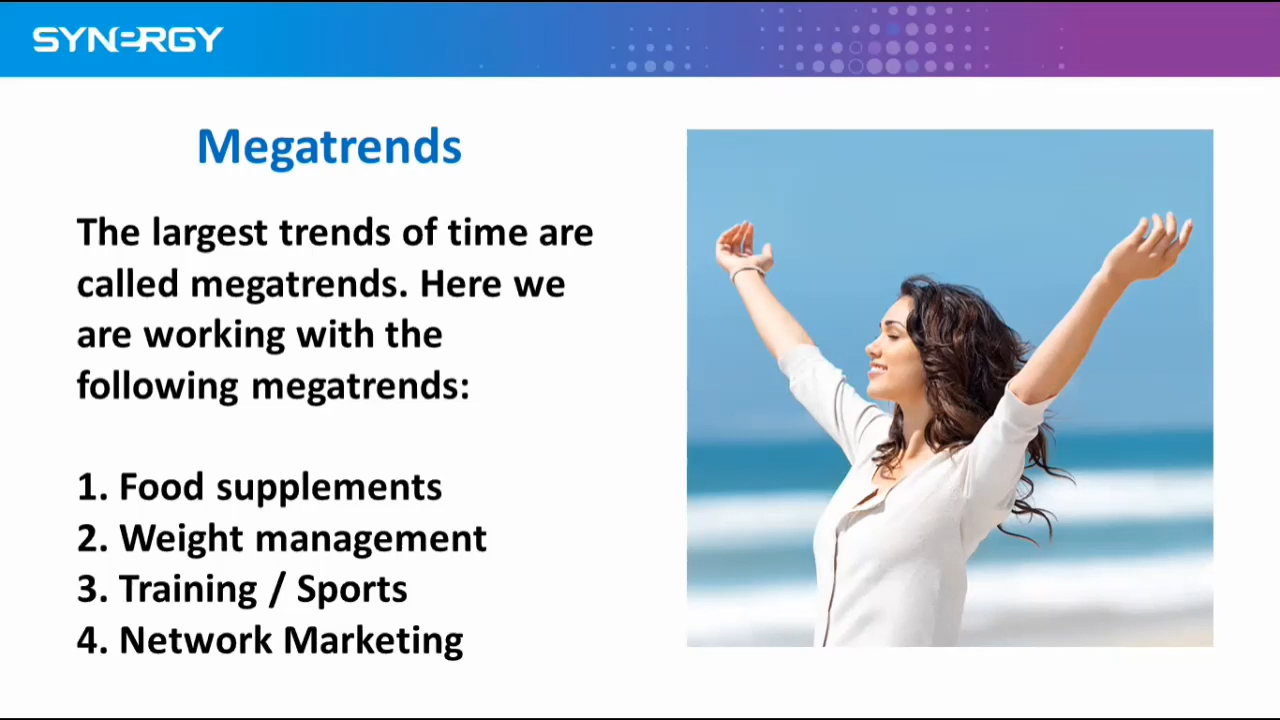 SYNERGY
Megatrends
The largest trends of time are
called megatrends. Here we
are working with the
following megatrends:
1. Food supplements
2. Weight management
3. Training / Sports
4. Network Marketing